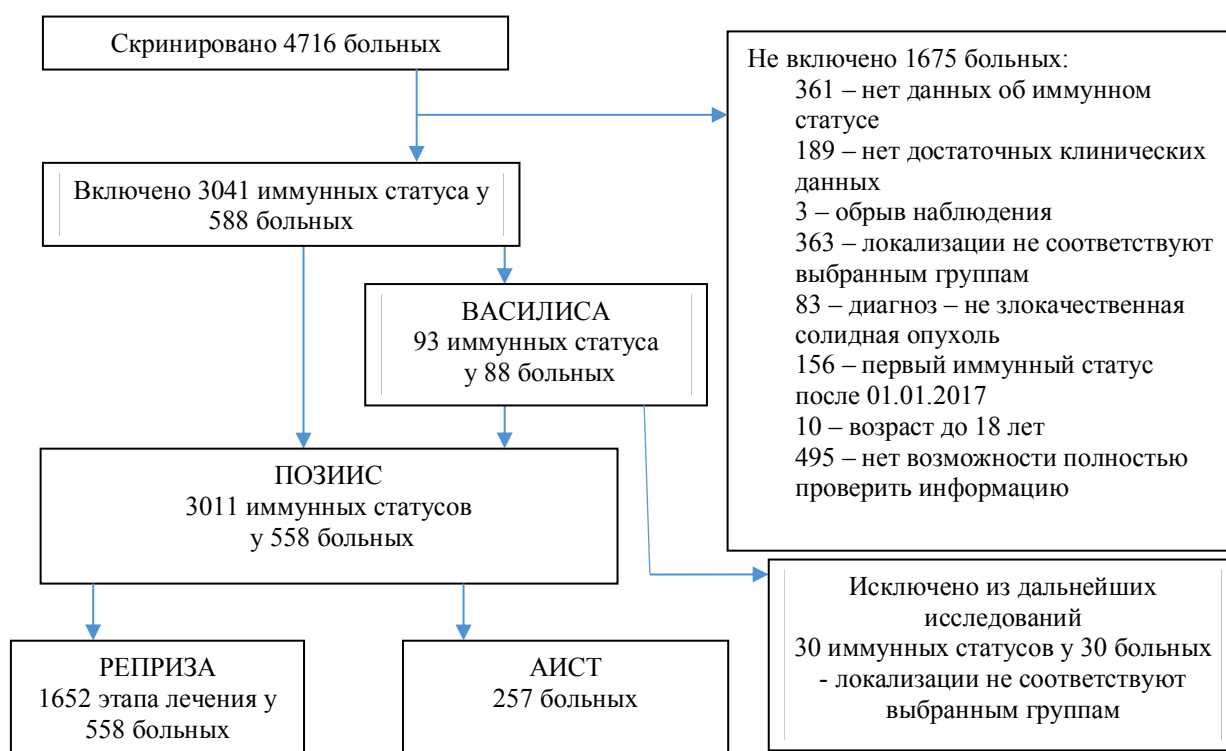 Скринировано 4716 больных
Не включено 1675 больных:
361 – нет данных об иммунном
статусе
189 – нет достаточных клинических
данных
3 – обрыв наблюдения
363 – локализации не соответствуют
выбранным группам
83 – диагноз – не злокачественная
солидная опухоль
156 – первый иммунный статус
после 01.01.2017
10 – возраст до 18 лет
495 – нет возможности полностью
проверить информацию
Включено 3041 иммунных статуса у
588 больных
ВАСИЛИСА
93 иммунных статуса
у 88 больных
ПОЗИИС
3011 иммунных статусов
у 558 больных
Исключено из дальнейших
исследований
30 иммунных статусов у 30 больных
- локализации не соответствуют
выбранным группам
РЕПРИЗА
1652 этапа лечения у
558 больных
АИСТ
257 больных